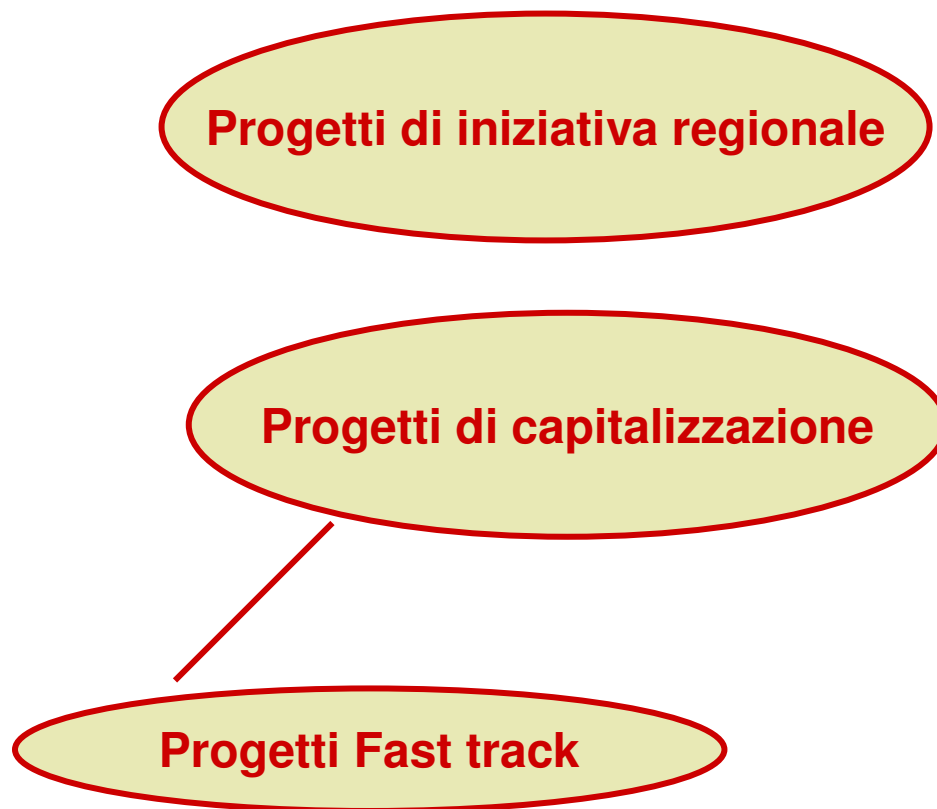 Progetti di iniziativa regionale
Progetti di capitalizzazione
Progetti Fast track